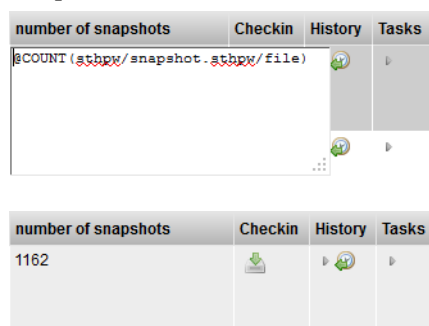 number of snapshots Checkin History Tasks
@COUNT(sthpw/snapshot.sthpw/file)
number of snapshots Checkin History Tasks
1162